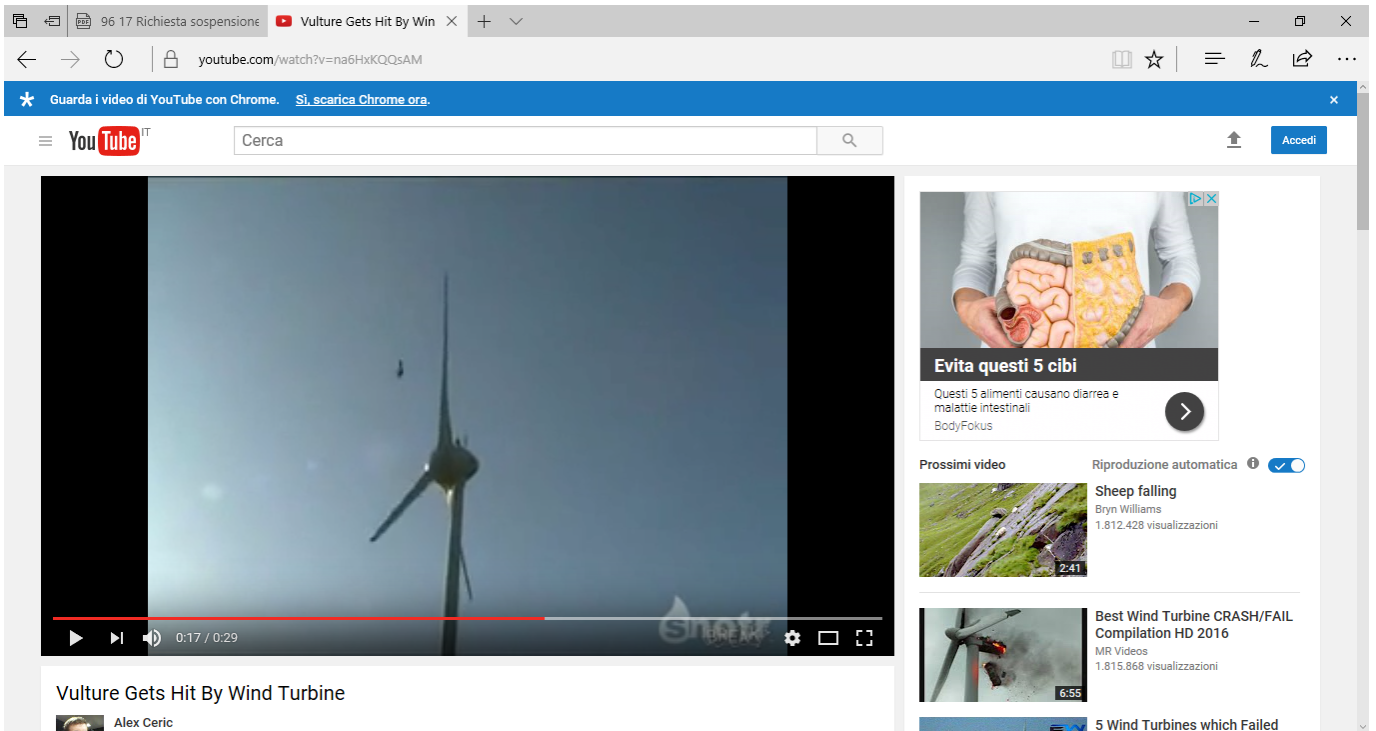 96 17 Richiesta sospensione
Vulture Gets Hit By Win
youtube.com/watch?v=na6HxKQQsAM
Guarda i video di YouTube con Chrome. Sì, scarica Chrome ora.
YouTube IT
Cerca
Accedi
Evita questi 5 cibi
Questi 5 alimenti causano diarrea e
malattie intestinali
BodyFokus
Prossimi video
Riproduzione automatica
Sheep falling
Bryn Williams
1.812.428 visualizzazioni
2:41
Best Wind Turbine CRASH/FAIL
Compilation HD 2016
MR Videos
1.815.868 visualizzazioni
6:55
5 Wind Turbines which Failed
0:17 / 0:29
Snotr
BREAK
Vulture Gets Hit By Wind Turbine
Alex Ceric